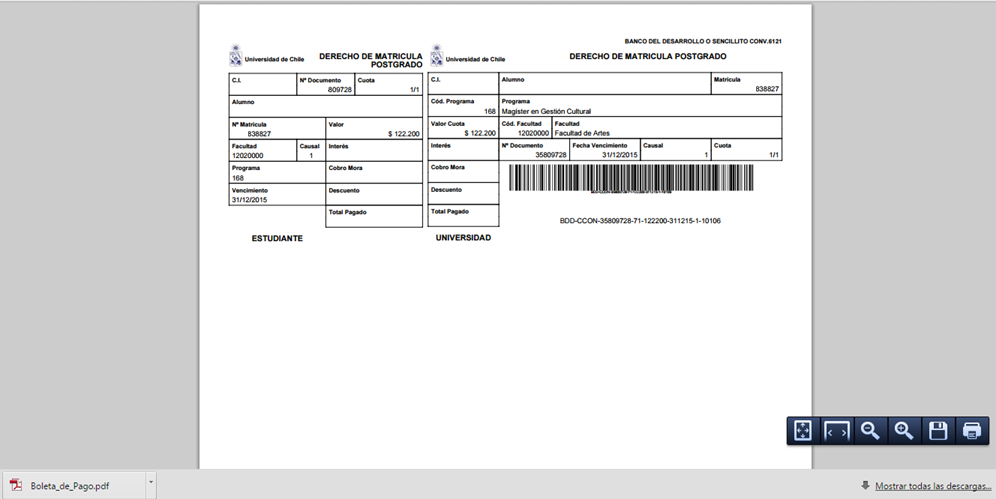 BANCO DEL DESARROLLO O SENCILLITO CONV.6121
Universidad de Chile
DERECHO DE MATRICULA
POSTGRADO
C.I.
Nº Documento
809728
Cuota
1/1
Alumno
Nº Matricula
838827
Valor
$ 122.200
Facultad
12020000
Causal
1
Interés
Programa
168
Cobro Mora
Vencimiento
31/12/2015
Descuento
Total Pagado
ESTUDIANTE
Universidad de Chile
DERECHO DE MATRICULA POSTGRADO
C.I.
Alumno
Matricula
838827
Cód. Programa
168
Programa
Magister en Gestión Cultural
Valor Cuota
$ 122.200
Cód. Facultad
12020000
Facultad
Facultad de Artes
Interés
Nº Documento
35809728
Fecha Vencimiento
31/12/2015
Causal
1
Cuota
1/1
Cobro Mora
Descuento
Total Pagado
BDD-CCON-35809728-71-122200-311215-1-10106
UNIVERSIDAD
Boleta_de_Pago.pdf
Mostrar todas las descargas...